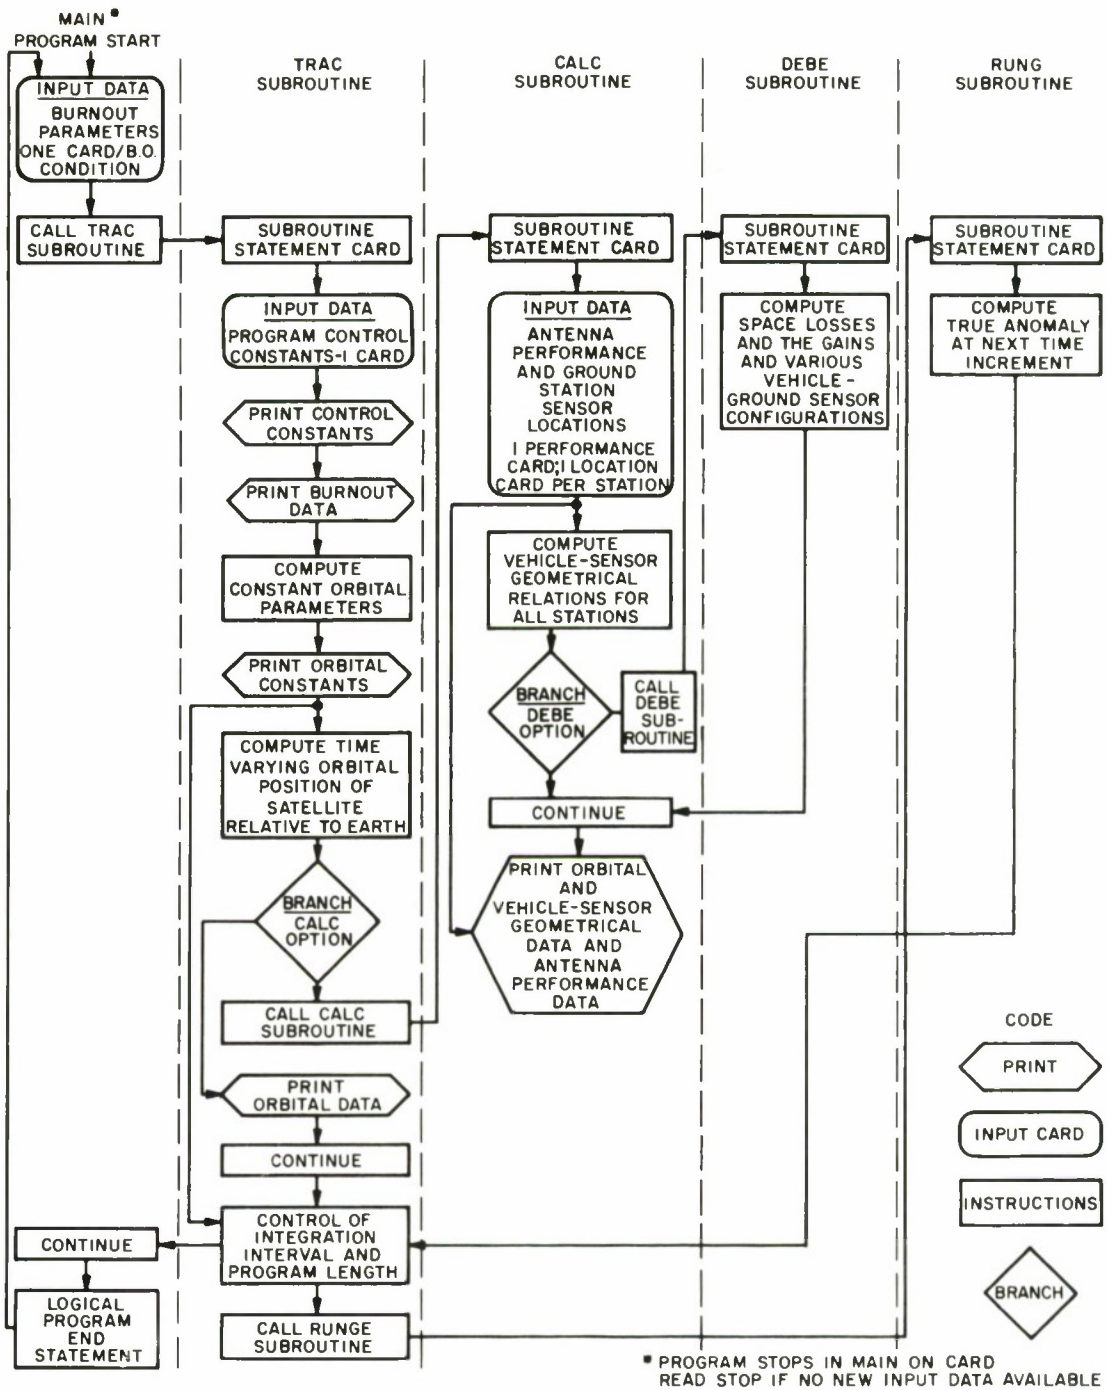 MAIN *
PROGRAM START
INPUT DATA
BURNOUT
PARAMETERS
ONE CARD/B.O.
CONDITION
CALL TRAC
SUBROUTINE
CONTINUE
LOGICAL
PROGRAM
END
STATEMENT
TRAC
SUBROUTINE
SUBROUTINE
STATEMENT CARD
INPUT DATA
PROGRAM CONTROL
CONSTANTS-I CARD
PRINT CONTROL
CONSTANTS
PRINT BURNOUT
DATA
COMPUTE
CONSTANT ORBITAL
PARAMETERS
PRINT ORBITAL
CONSTANTS
COMPUTE TIME
VARYING ORBITAL
POSITION OF
SATELLITE
RELATIVE TO EARTH
BRANCH
CALC
OPTION
CALL CALC
SUBROUTINE
PRINT
ORBITAL DATA
CONTINUE
CONTROL OF
INTEGRATION
INTERVAL AND
PROGRAM LENGTH
CALL RUNGE
SUBROUTINE
CALC
SUBROUTINE
SUBROUTINE
STATEMENT CARD
INPUT DATA
ANTENNA
PERFORMANCE
AND GROUND
STATION
SENSOR
LOCATIONS
I PERFORMANCE
CARD;I LOCATION
CARD PER STATION
COMPUTE
VEHICLE-SENSOR
GEOMETRICAL
RELATIONS FOR
ALL STATIONS
BRANCH
DEBE
OPTION
CALL
DEBE
SUB-
ROUTINE
CONTINUE
PRINT ORBITAL
AND
VEHICLE-SENSOR
GEOMETRICAL
DATA AND
ANTENNA
PERFORMANCE
DATA
DEBE
SUBROUTINE
SUBROUTINE
STATEMENT CARD
COMPUTE
SPACE LOSSES
AND THE GAINS
AND VARIOUS
VEHICLE-
GROUND SENSOR
CONFIGURATIONS
RUNG
SUBROUTINE
SUBROUTINE
STATEMENT CARD
COMPUTE
TRUE ANOMALY
AT NEXT TIME
INCREMENT
CODE
PRINT
INPUT CARD
INSTRUCTIONS
BRANCH
* PROGRAM STOPS IN MAIN ON CARD
READ STOP IF NO NEW INPUT DATA AVAILABLE